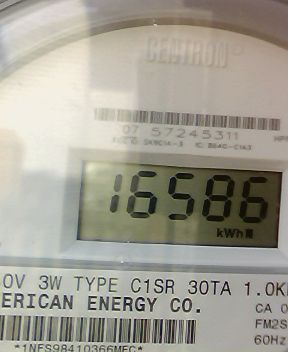 CENTRON
07 57245311
16586
kWh
0V 3W TYPE C1SR 30TA 1.0K
ERICAN ENERGY CO.
CA 0
FM2S
60Hz
*1NFS98410366MFC*